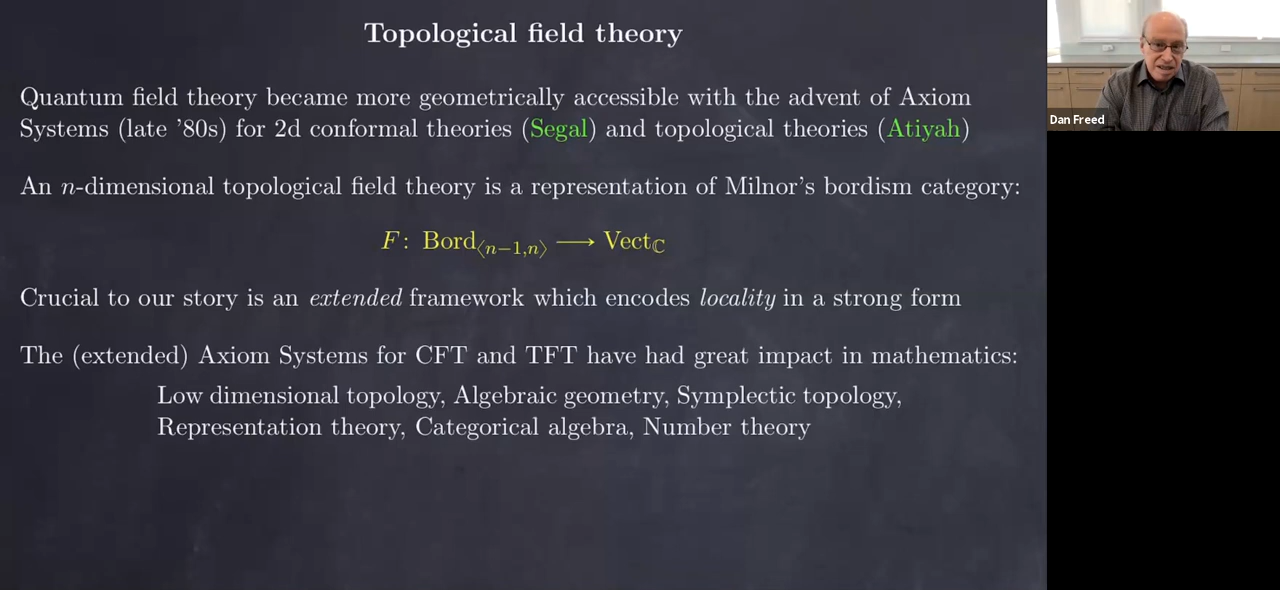 Topological field theory
Quantum field theory became more geometrically accessible with the advent of Axiom
Systems (late '80s) for 2d conformal theories (Segal) and topological theories (Atiyah)
An n-dimensional topological field theory is a representation of Milnor's bordism category:
F: Bord⟨n−1,n⟩ ⟶ Vectℂ
Crucial to our story is an extended framework which encodes locality in a strong form
The (extended) Axiom Systems for CFT and TFT have had great impact in mathematics:
Low dimensional topology, Algebraic geometry, Symplectic topology,
Representation theory, Categorical algebra, Number theory
Dan Freed